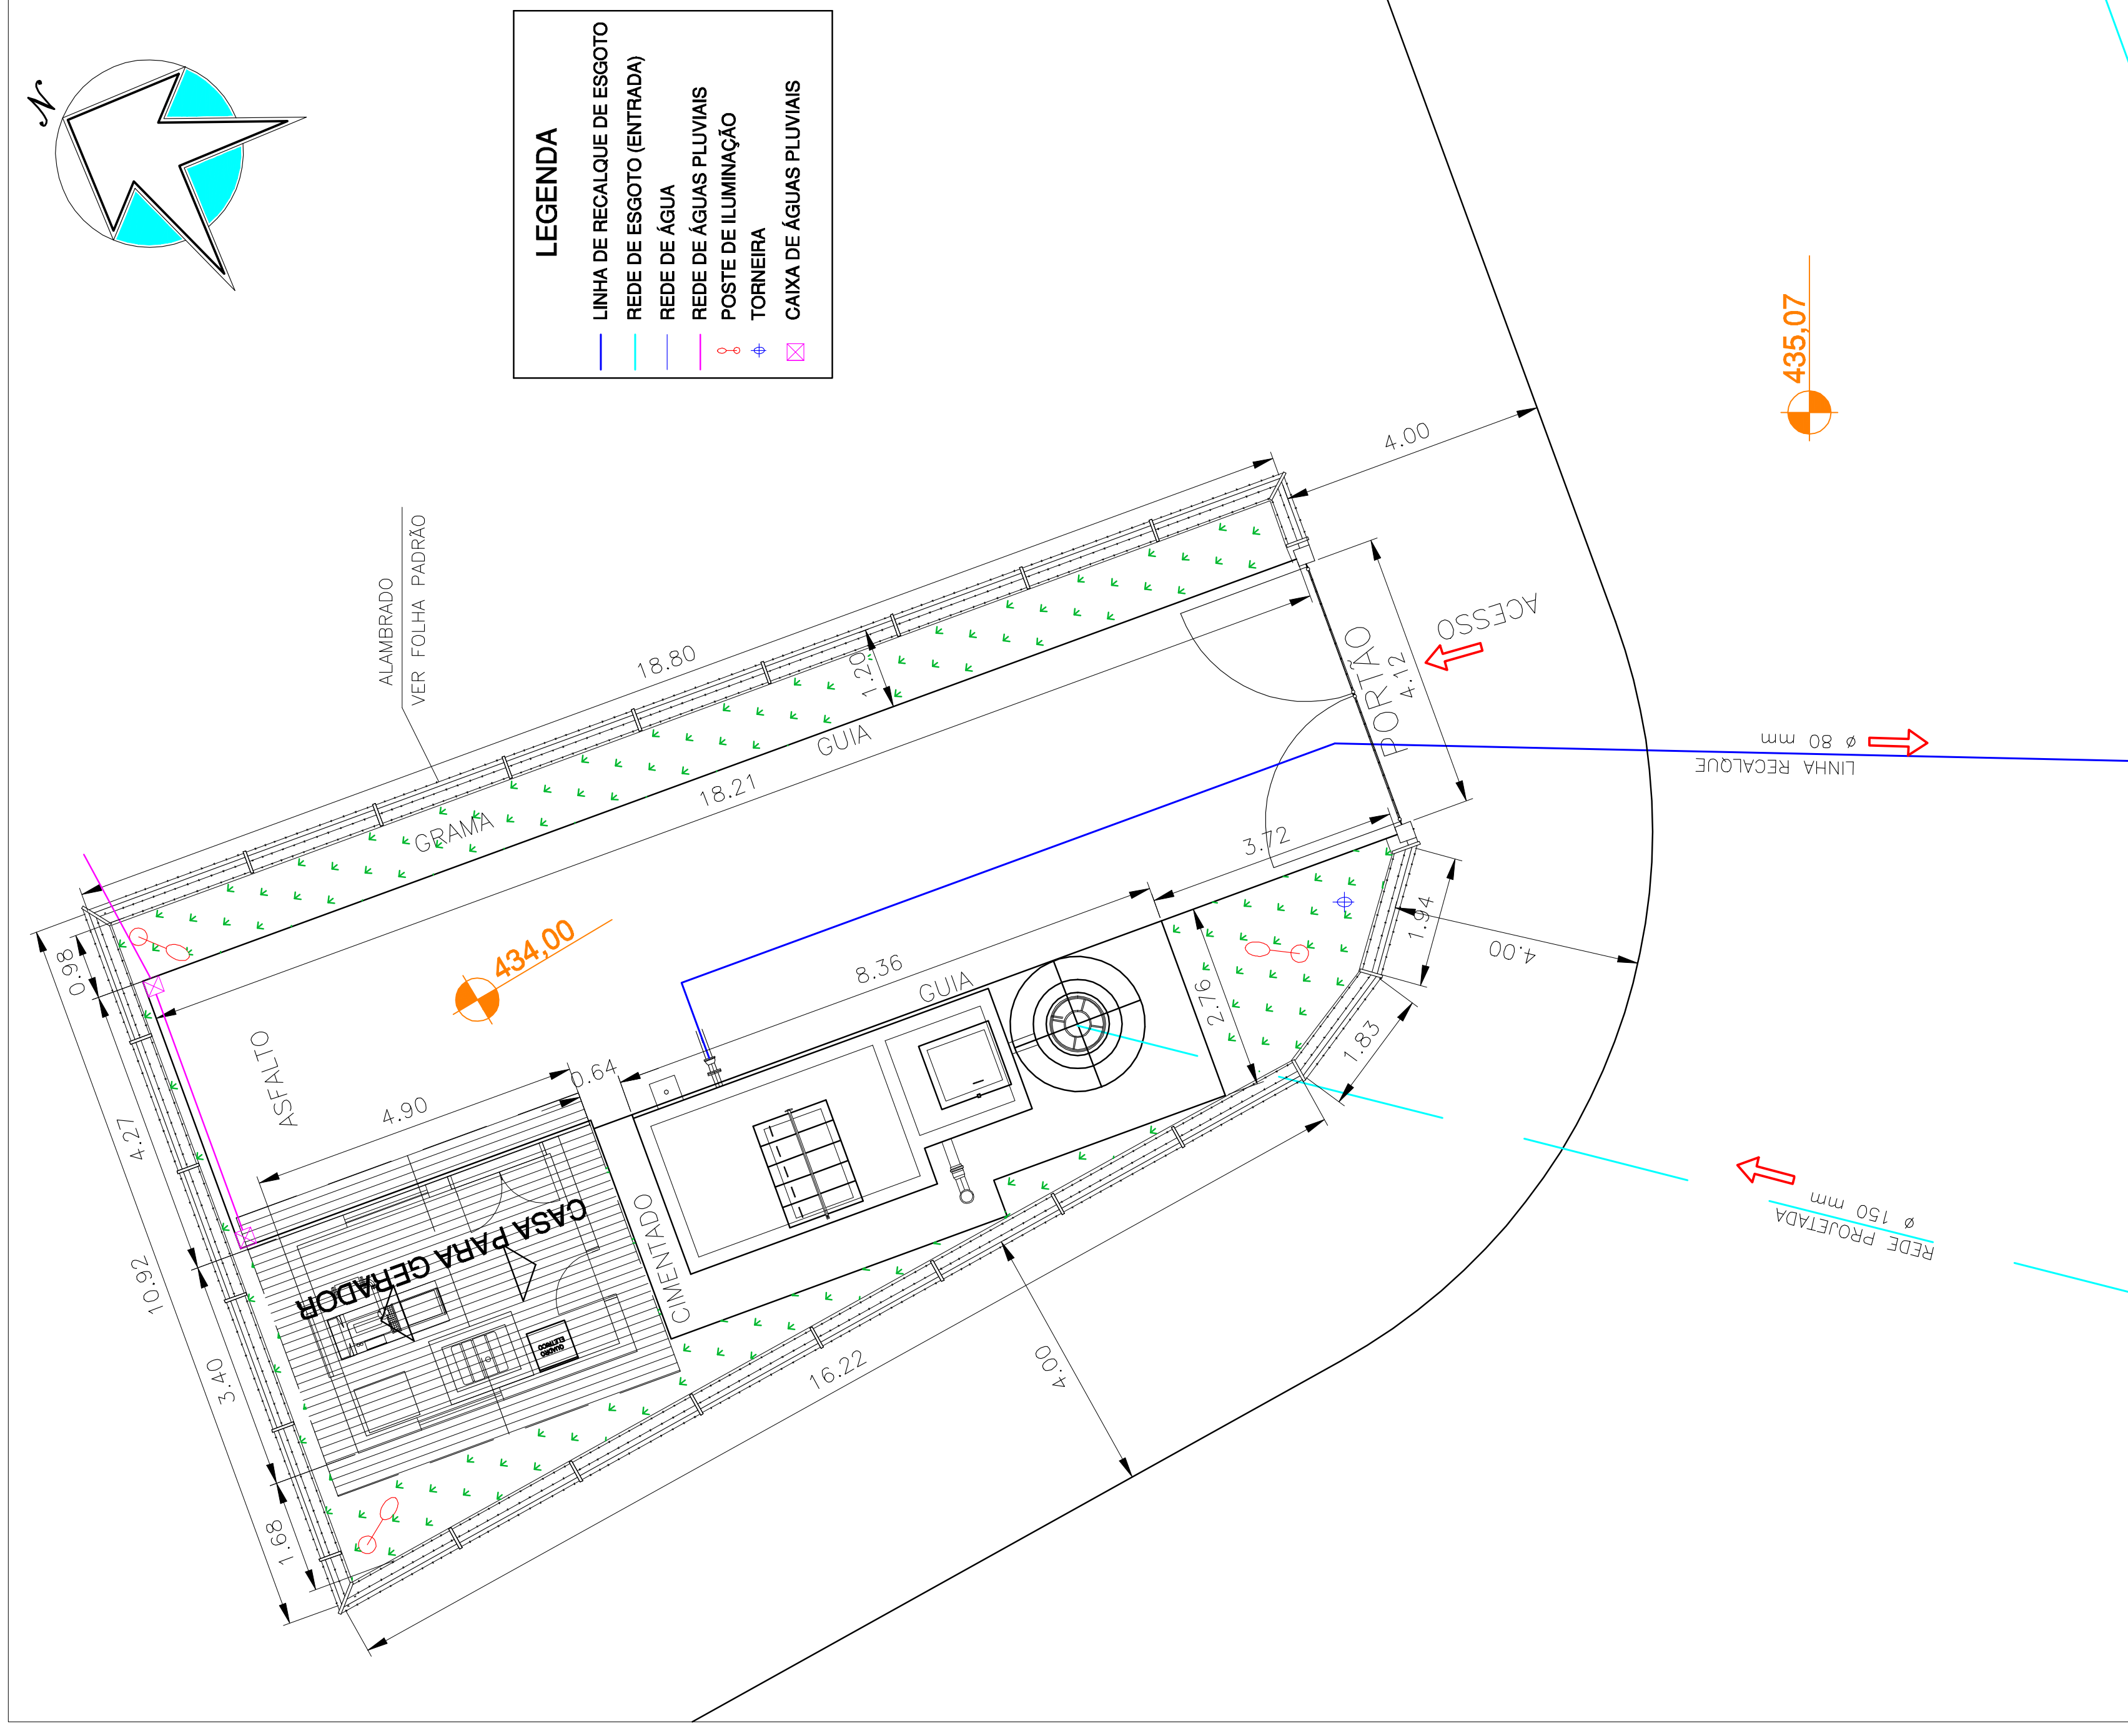 N
LEGENDA
LINHA DE RECALQUE DE ESGOTO
REDE DE ESGOTO (ENTRADA)
REDE DE ÁGUA
REDE DE ÁGUAS PLUVIAIS
POSTE DE ILUMINAÇÃO
TORNEIRA
CAIXA DE ÁGUAS PLUVIAIS
435,07
4.00
ALAMBRADO
VER FOLHA PADRÃO
18.80
1.20
GUIA
18.21
GRAMA
ACESSO
PORTÃO
4.12
LINHA RECALQUE
ø 80 mm
3.72
1.94
4.00
434,00
8.36
GUIA
2.76
1.83
0.98
ASFALTO
4.90
0.64
4.27
10.92
3.40
1.68
CASA PARA GERADOR
QUADRO
ELETRICO
CIMENTADO
16.22
4.00
REDE PROJETADA
ø 150 mm